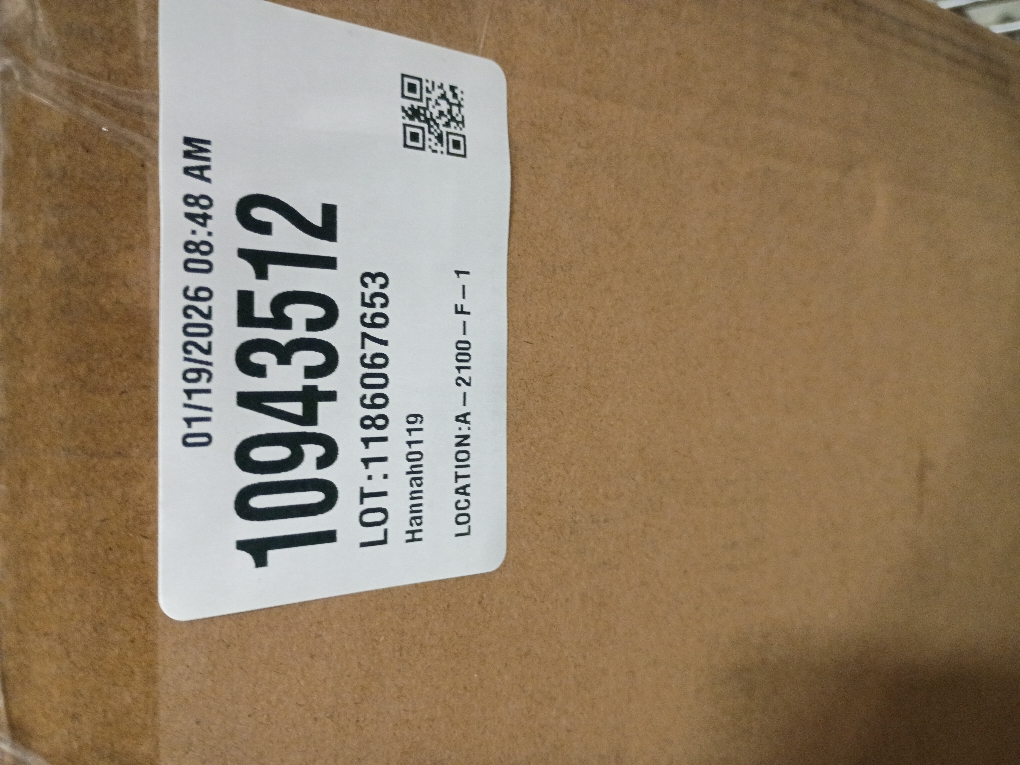 01/19/2026 08:48 AM
10943512
LOT:1186067653
Hannah0119
LOCATION:A – 2100 – F – 1